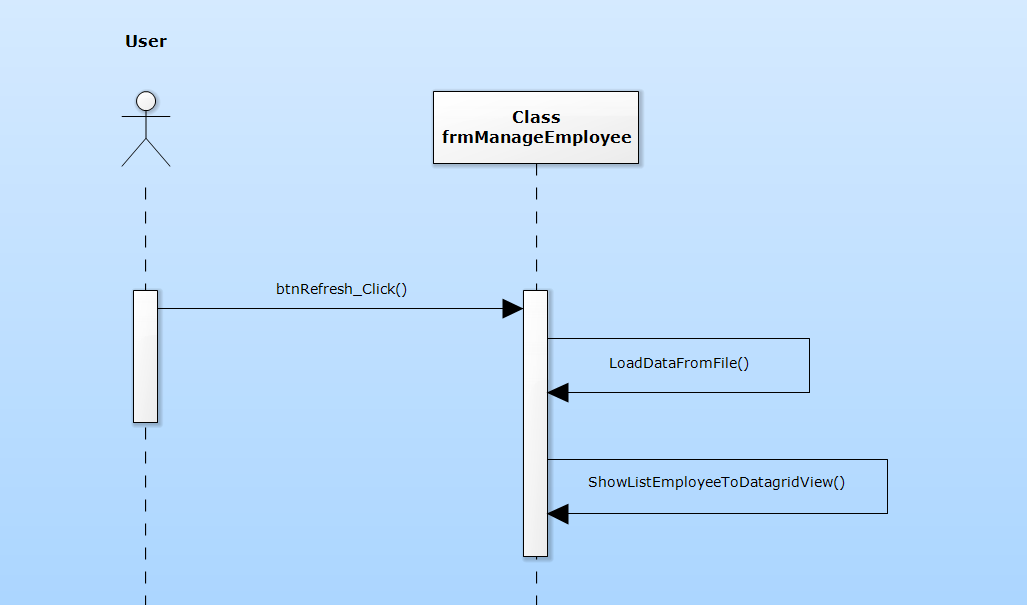 User
Class
frmManageEmployee
btnRefresh_Click()
LoadDataFromFile()
ShowListEmployeeToDatagridView()